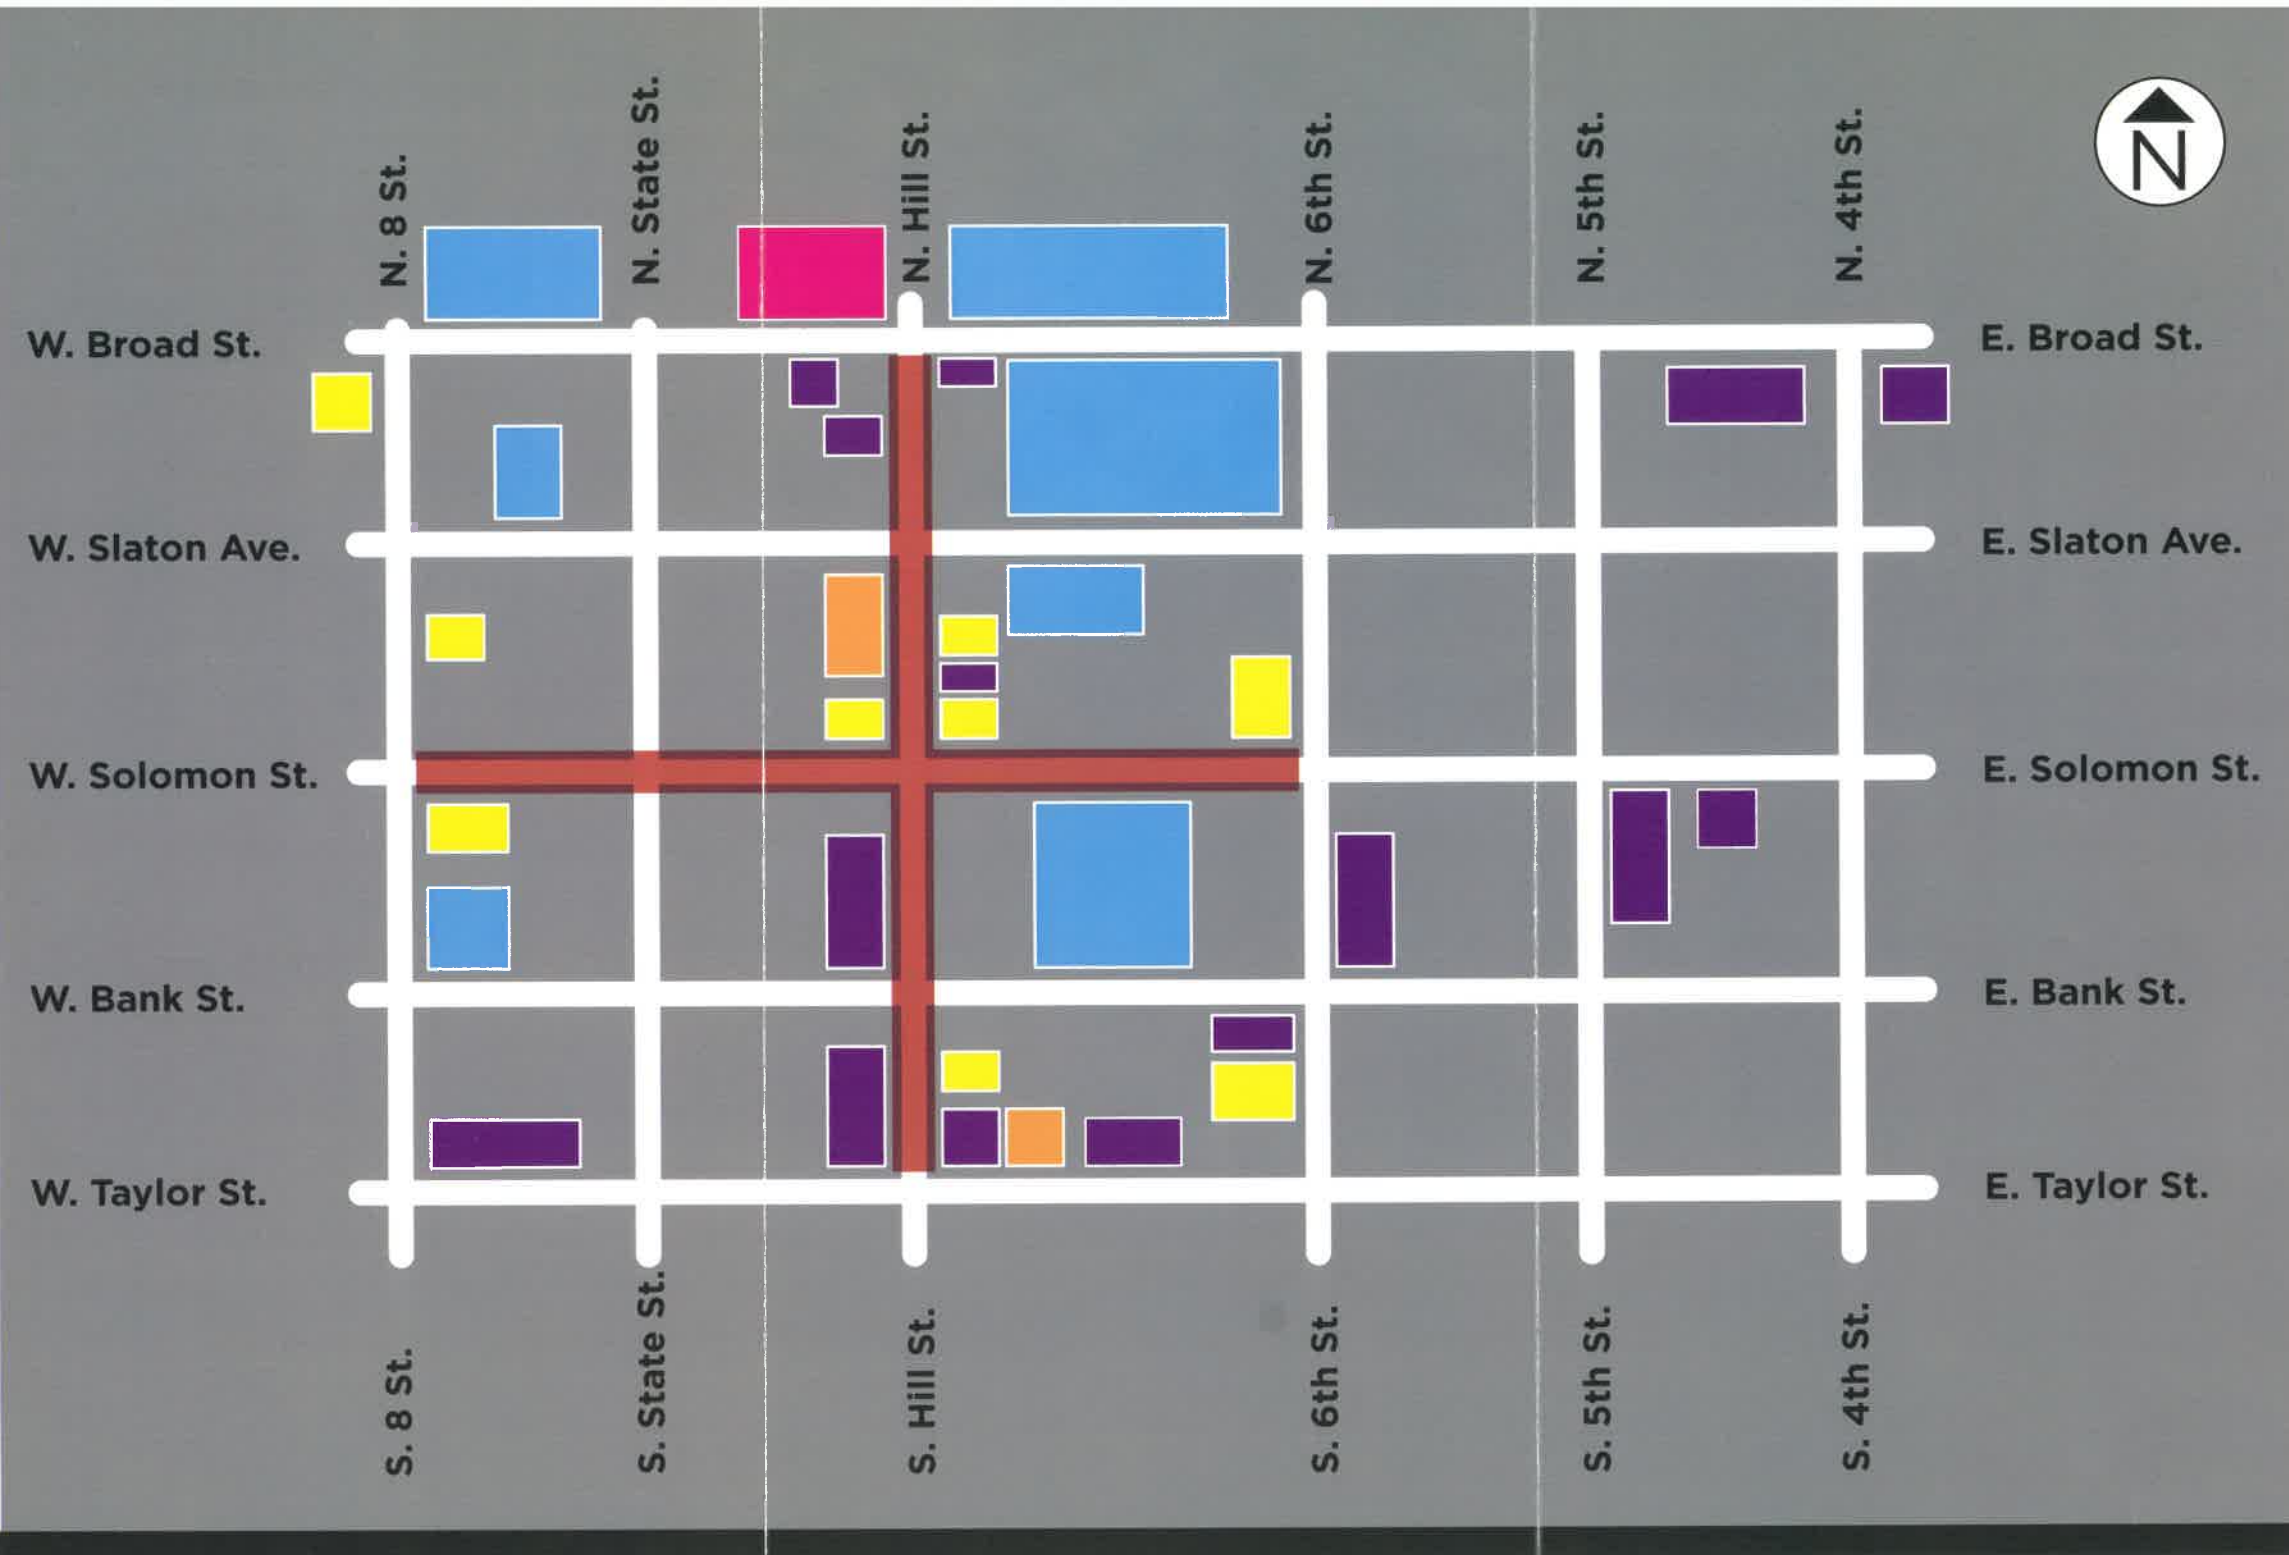 N. 8 St.
N. State St.
N. Hill St.
N. 6th St.
N. 5th St.
N. 4th St.
N
W. Broad St.
E. Broad St.
W. Slaton Ave.
E. Slaton Ave.
W. Solomon St.
E. Solomon St.
W. Bank St.
E. Bank St.
W. Taylor St.
E. Taylor St.
S. 8 St.
S. State St.
S. Hill St.
S. 6th St.
S. 5th St.
S. 4th St.